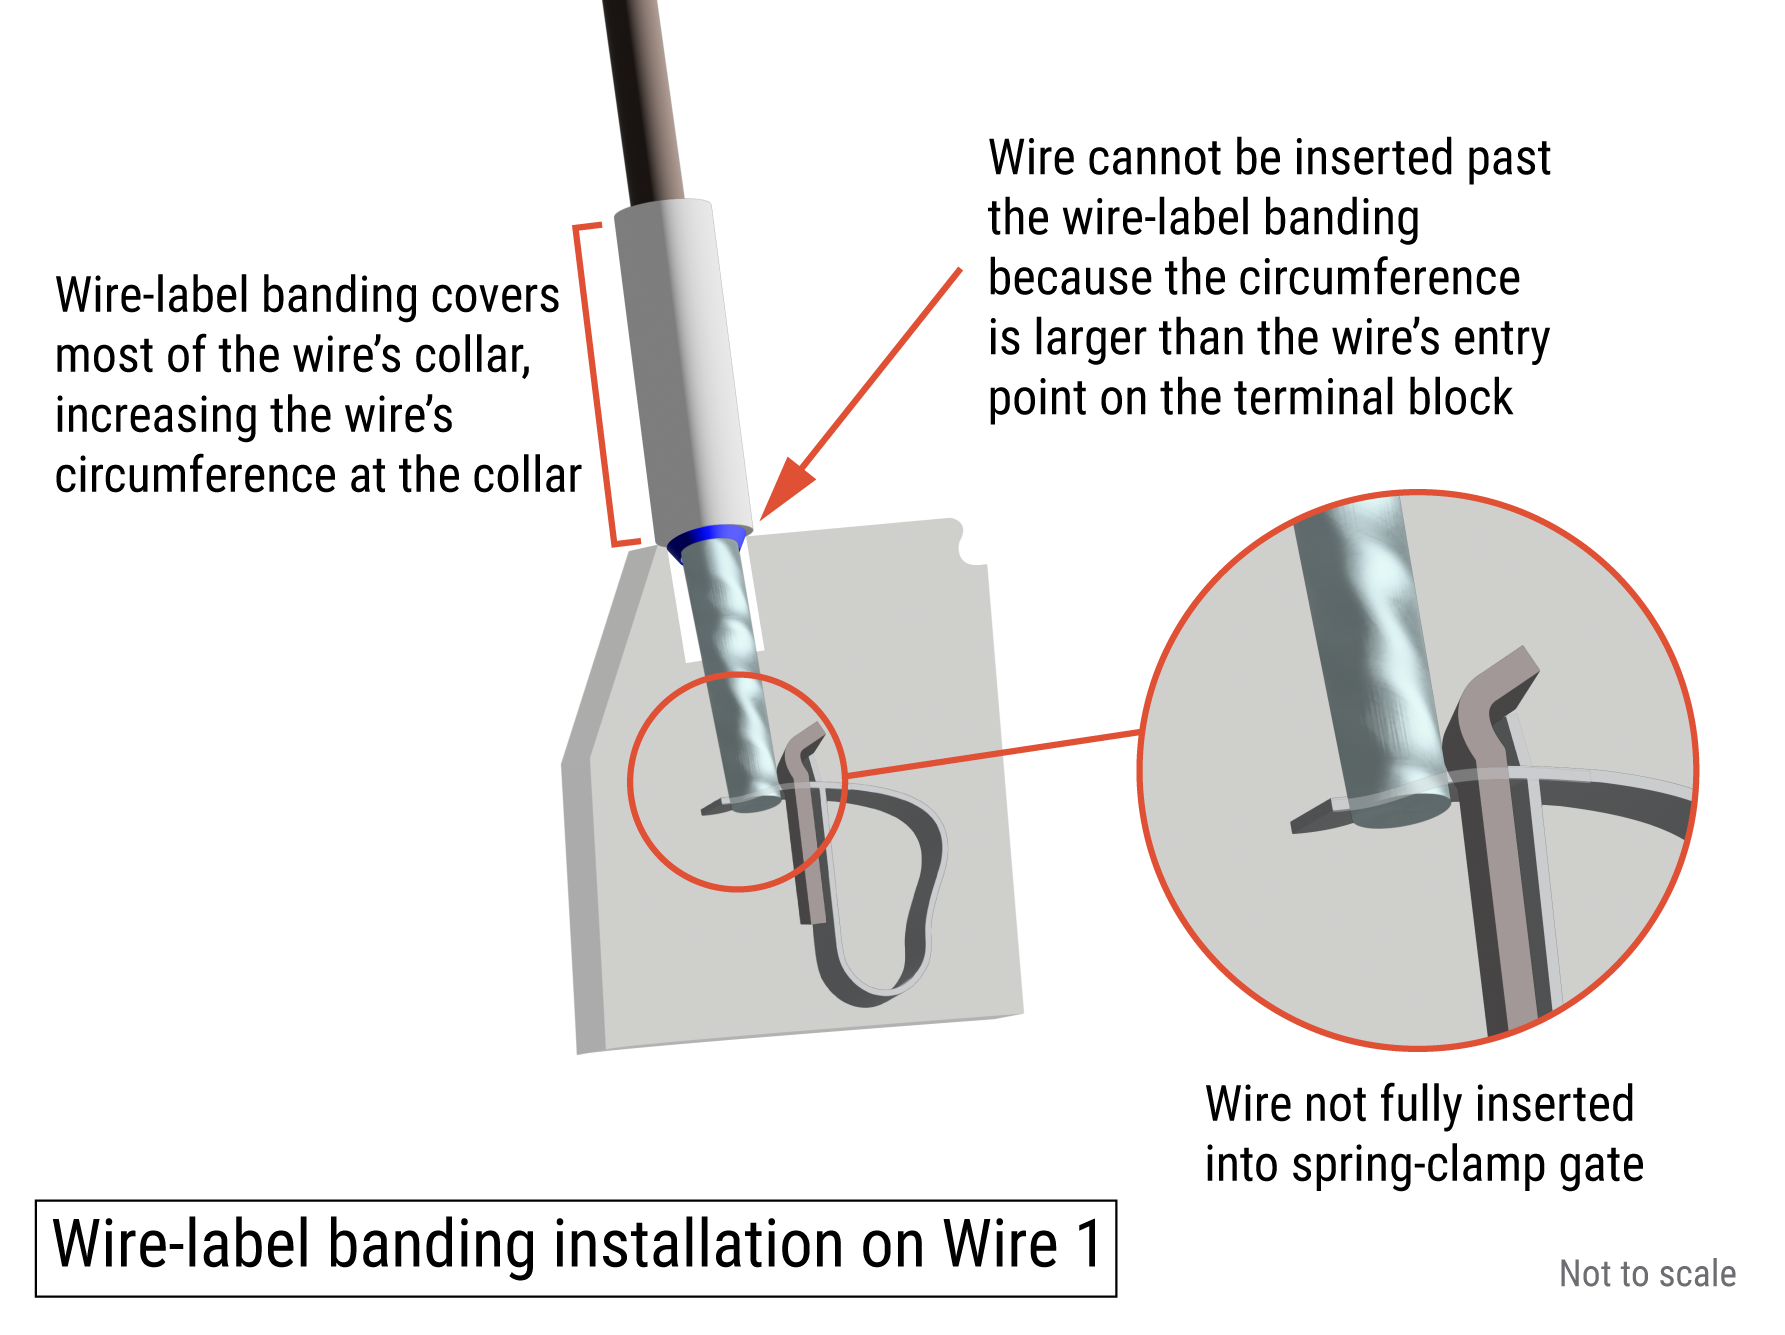 Wire cannot be inserted past
the wire-label banding
because the circumference
is larger than the wire’s entry
point on the terminal block
Wire-label banding covers
most of the wire’s collar,
increasing the wire’s
circumference at the collar
Wire not fully inserted
into spring-clamp gate
Wire-label banding installation on Wire 1
Not to scale